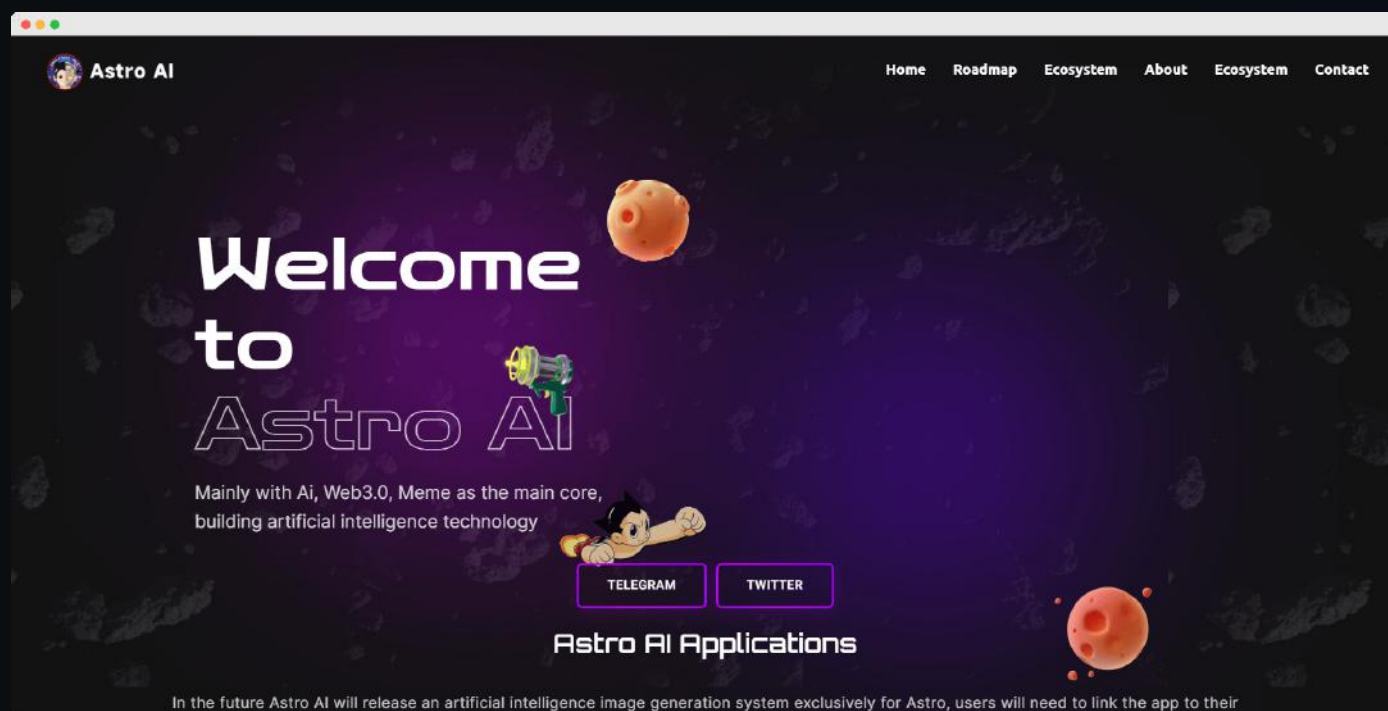 Astro AI
Home Roadmap Ecosystem About Ecosystem Contact
Welcome
to
Astro AI
Mainly with Ai, Web3.0, Meme as the main core,
building artificial intelligence technology
TELEGRAM TWITTER
Astro AI Applications
In the future Astro AI will release an artificial intelligence image generation system exclusively for Astro, users will need to link the app to their